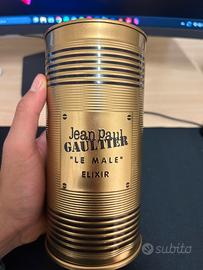 Jean Paul
GAULTIER
"LE MALE"
ELIXIR
subito